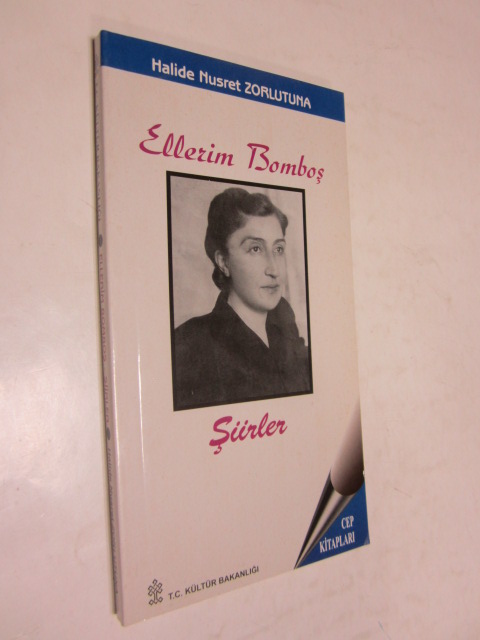 Halide Nusret ZORLUTUNA
Ellerim Bomboş
Şiirler
CEP
KİTAPLARI
T.C. KÜLTÜR BAKANLIĞI